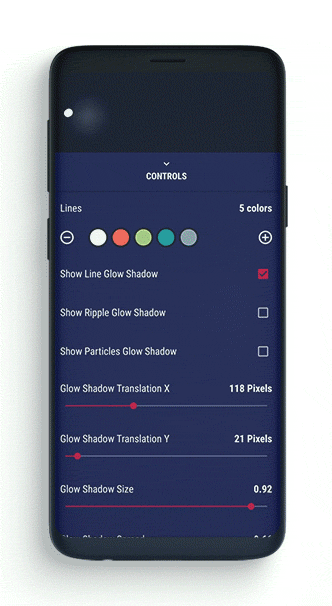 CONTROLS
Lines 5 colors
Show Line Glow Shadow
Show Ripple Glow Shadow
Show Particles Glow Shadow
Glow Shadow Translation X 118 Pixels
Glow Shadow Translation Y 21 Pixels
Glow Shadow Size 0.92